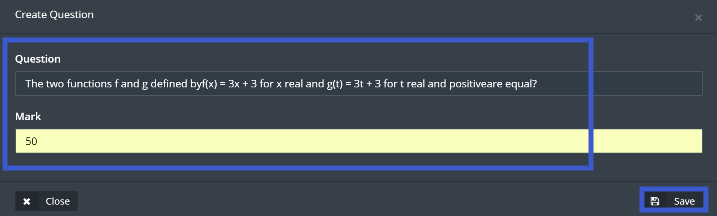 Create Question
×
Question
The two functions f and g defined byf(x) = 3x + 3 for x real and g(t) = 3t + 3 for t real and positiveare equal?
Mark
50
Close
Save